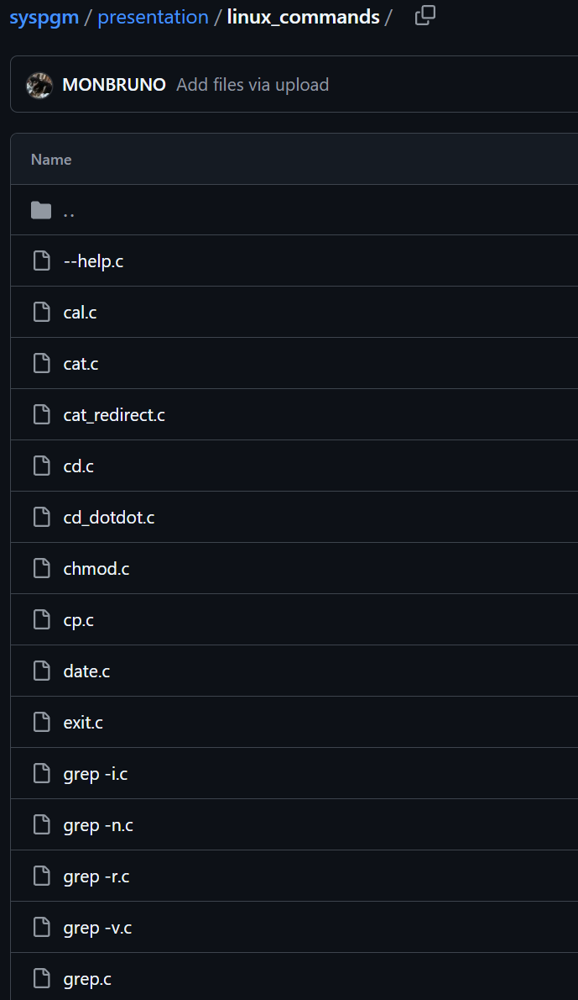 syspgm / presentation / linux_commands /
MONBRUNO Add files via upload
Name
..
--help.c
cal.c
cat.c
cat_redirect.c
cd.c
cd_dotdot.c
chmod.c
cp.c
date.c
exit.c
grep -i.c
grep -n.c
grep -r.c
grep -v.c
grep.c